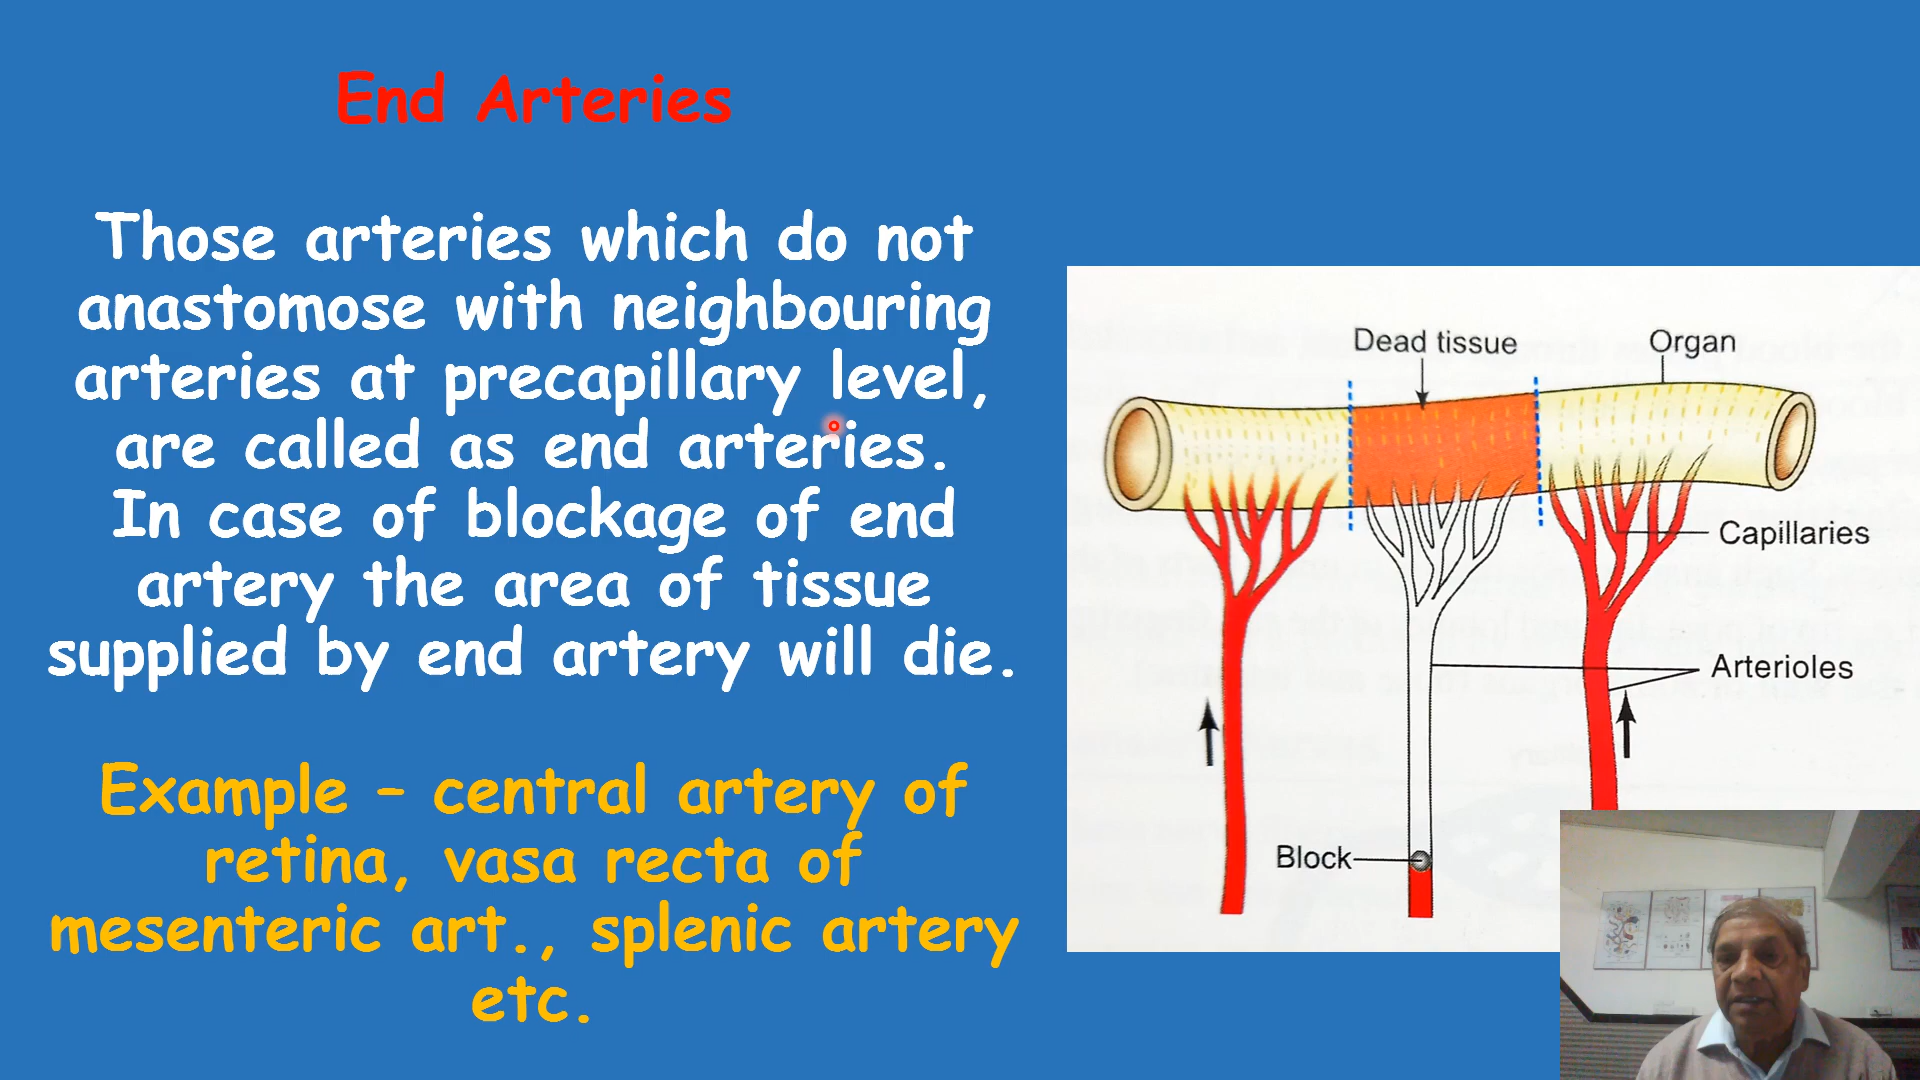 End Arteries
Those arteries which do not
anastomose with neighbouring
arteries at precapillary level,
are called as end arteries.
In case of blockage of end
artery the area of tissue
supplied by end artery will die.
Example – central artery of
retina, vasa recta of
mesenteric art., splenic artery
etc.
Dead tissue
Organ
Capillaries
Arterioles
Block